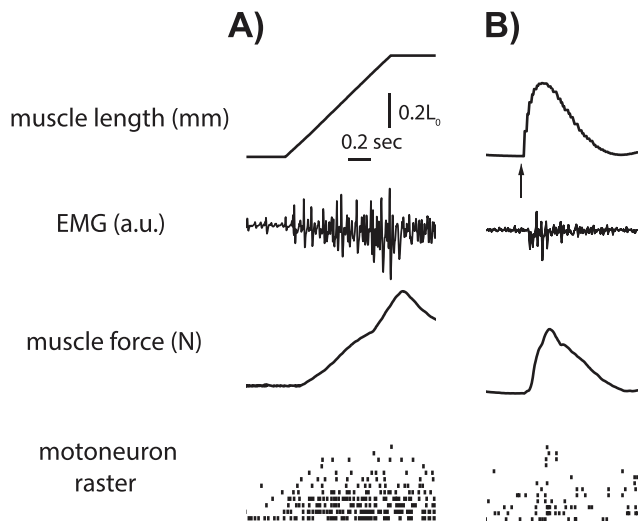 A)
B)
muscle length (mm)
0.2L₀
0.2 sec
EMG (a.u.)
muscle force (N)
motoneuron
raster